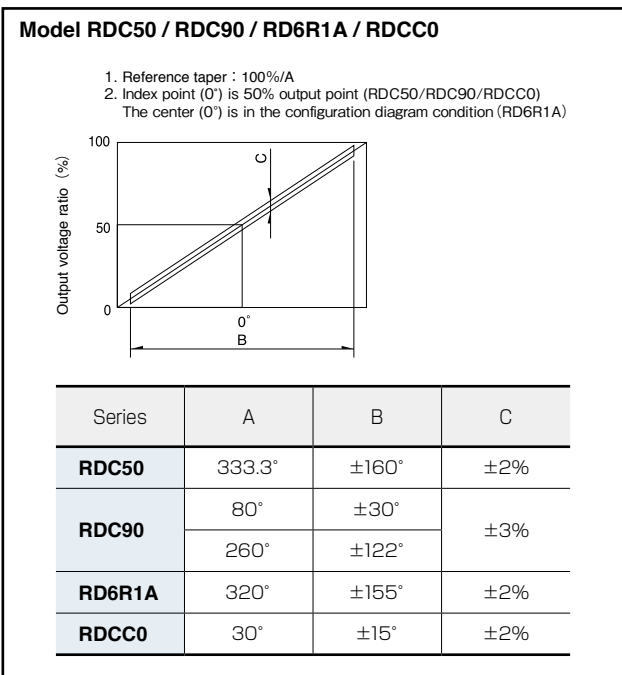 Model RDC50 / RDC90 / RD6R1A / RDCC0
1. Reference taper：100%/A
2. Index point (0°) is 50% output point (RDC50/RDC90/RDCC0)
The center (0°) is in the configuration diagram condition (RD6R1A)
Output voltage ratio (%)
100
50
0
C
0°
B
Series A B C
RDC50 333.3° ±160° ±2%
RDC90 80° ±30° ±3%
260° ±122°
RD6R1A 320° ±155° ±2%
RDCC0 30° ±15° ±2%